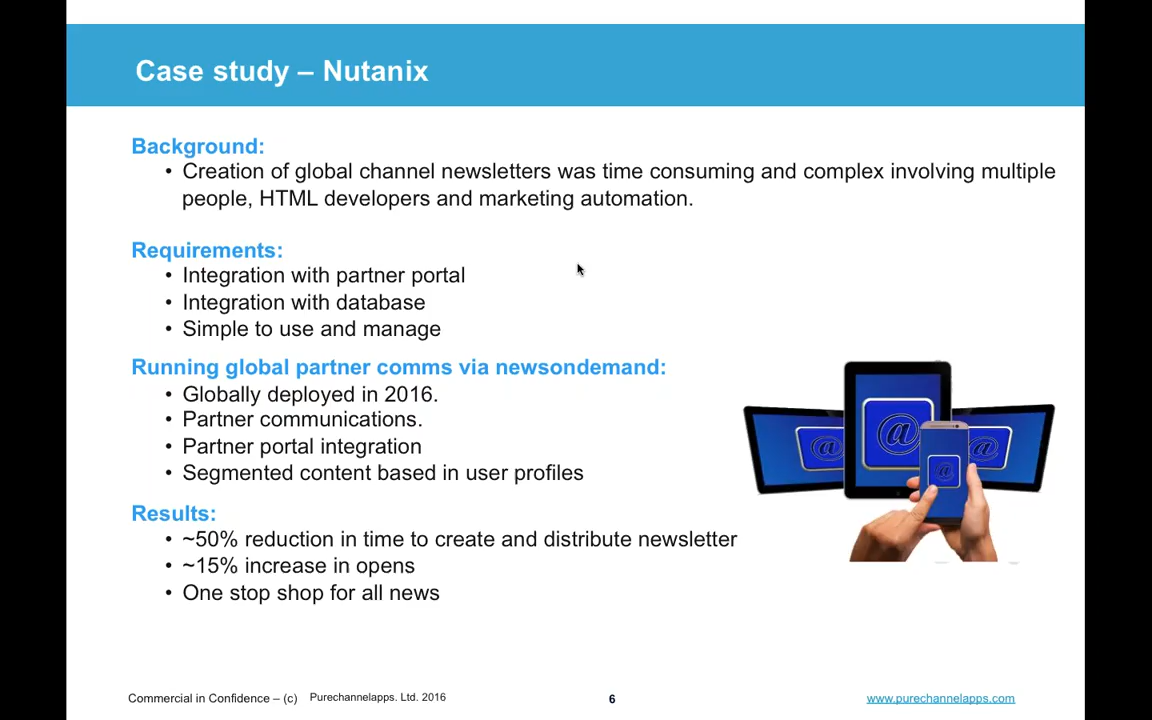 Case study – Nutanix
Background:
• Creation of global channel newsletters was time consuming and complex involving multiple
people, HTML developers and marketing automation.
Requirements:
• Integration with partner portal
• Integration with database
• Simple to use and manage
Running global partner comms via newsondemand:
• Globally deployed in 2016.
• Partner communications.
• Partner portal integration
• Segmented content based in user profiles
@ @ @
@
Results:
• ~50% reduction in time to create and distribute newsletter
• ~15% increase in opens
• One stop shop for all news
Commercial in Confidence – (c) Purechannelapps. Ltd. 2016 6 www.purechannelapps.com